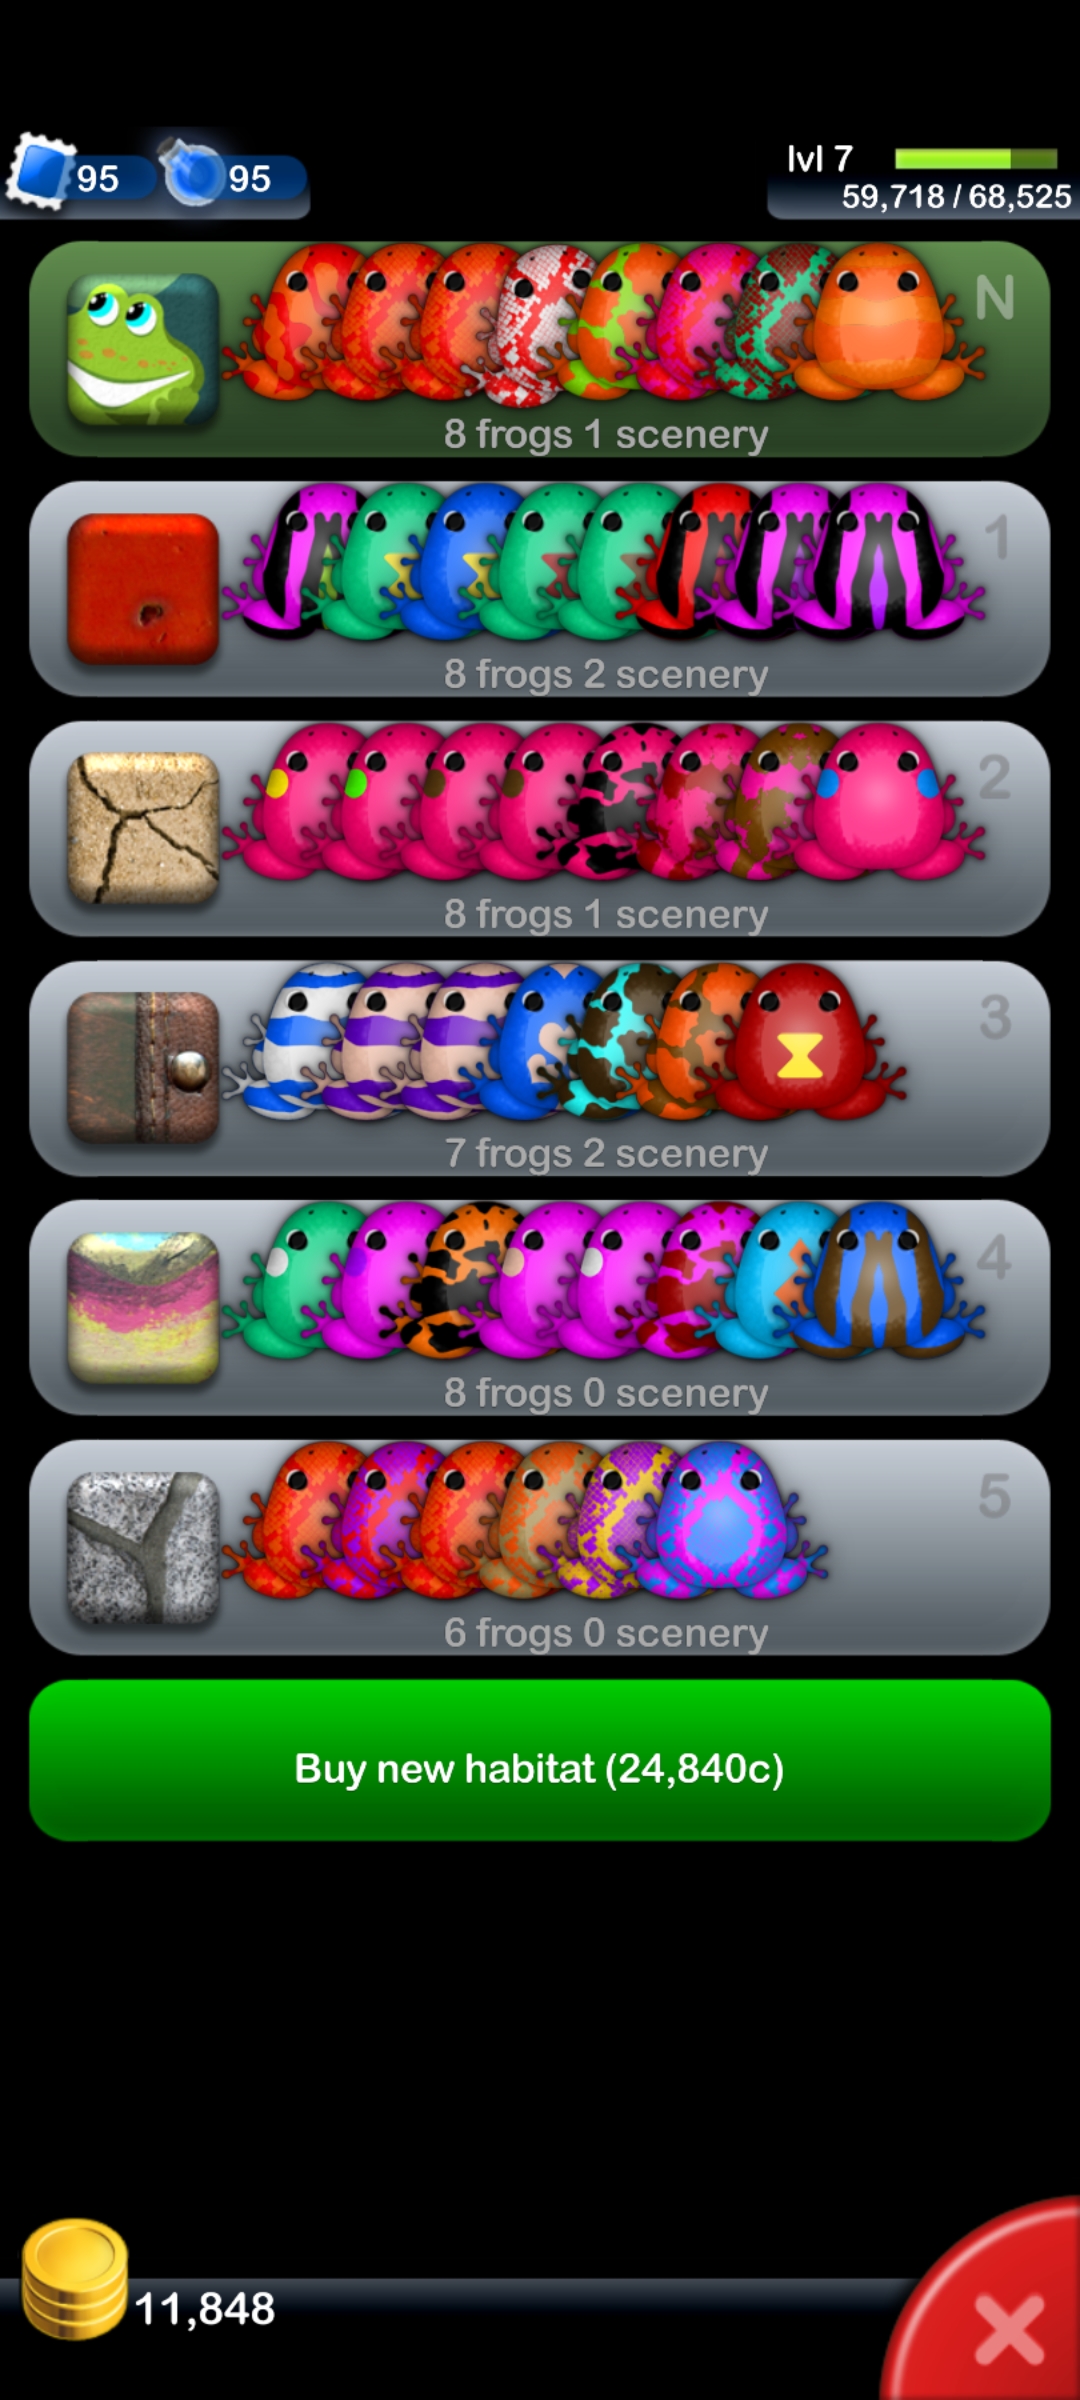 95
95
lvl 7
59,718 / 68,525
N
8 frogs 1 scenery
1
8 frogs 2 scenery
2
8 frogs 1 scenery
3
7 frogs 2 scenery
4
8 frogs 0 scenery
5
6 frogs 0 scenery
Buy new habitat (24,840c)
11,848